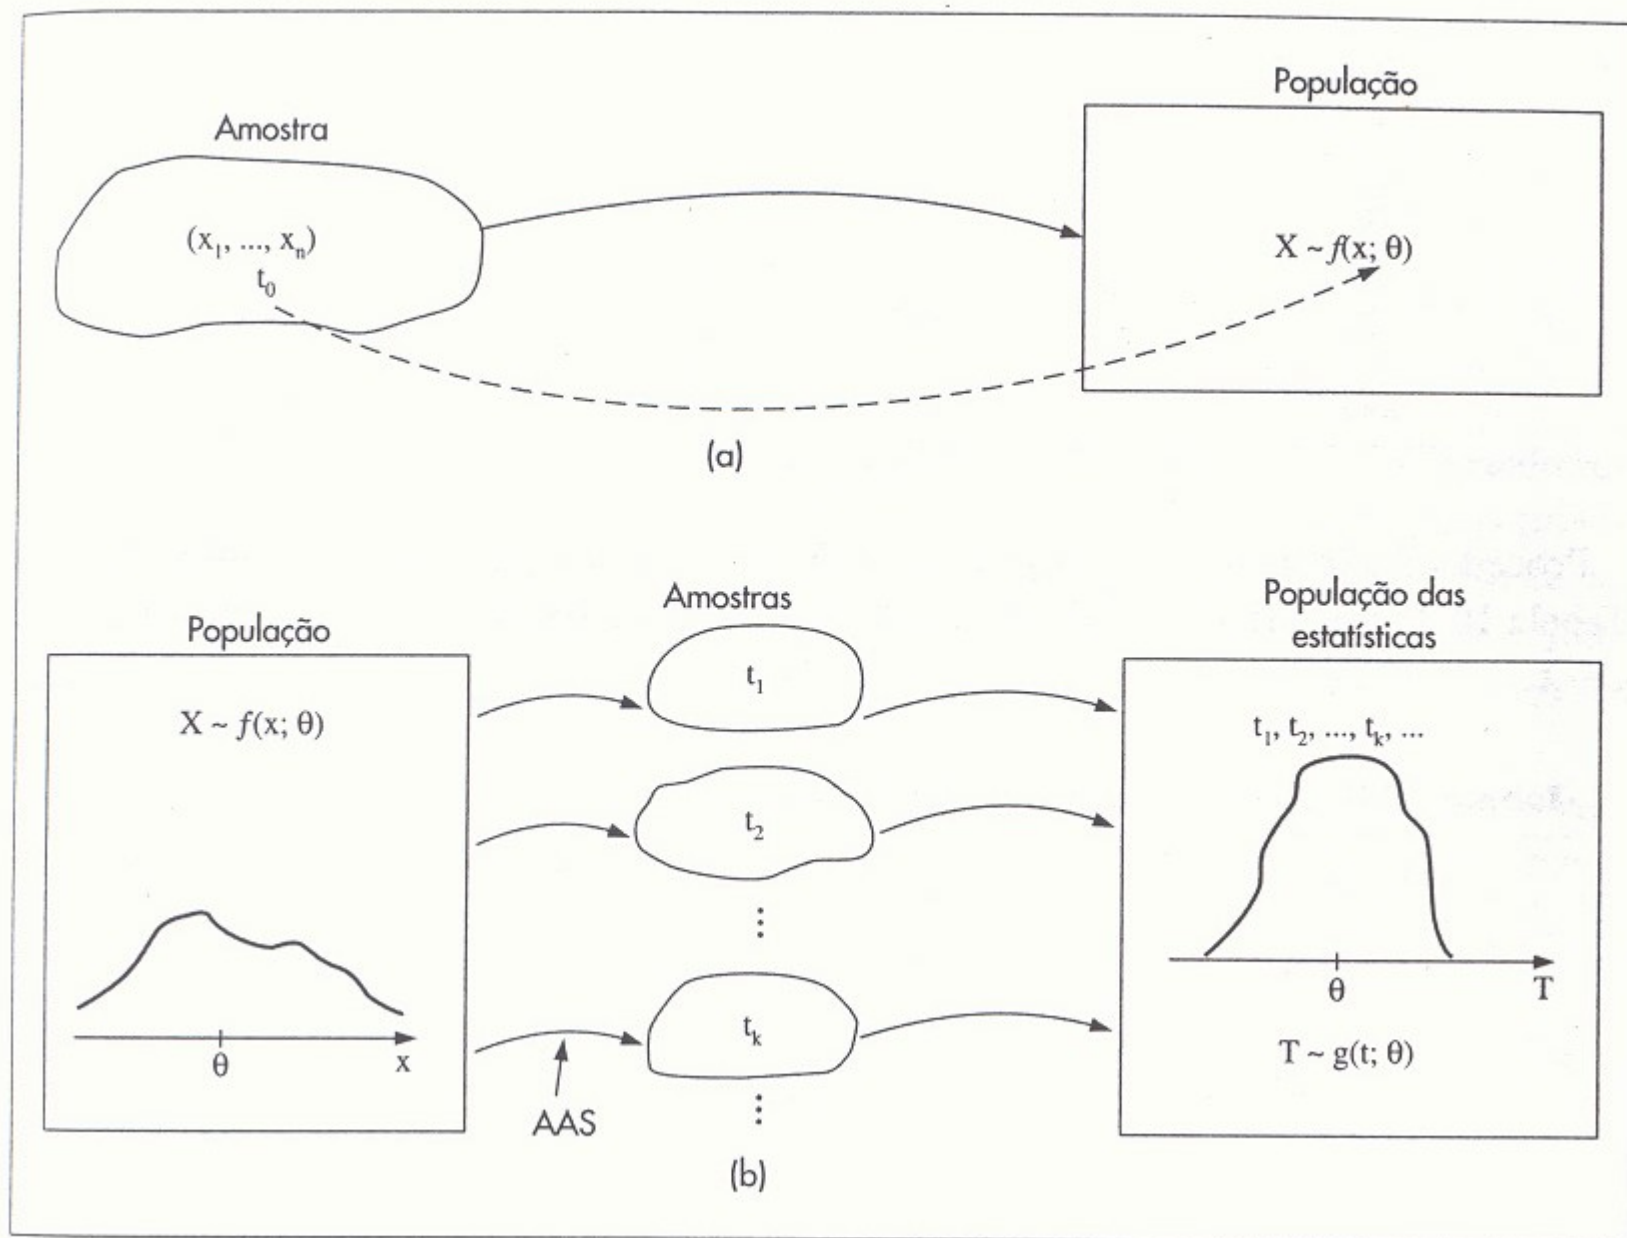 População
Amostra
(x₁, ..., xₙ)
t₀
X ~ f(x; θ)
(a)
População
Amostras
População das
estatísticas
X ~ f(x; θ)
t₁
t₂
⋮
tₖ
⋮
θ
x
AAS
t₁, t₂, ..., tₖ, ...
θ
T
T ~ g(t; θ)
(b)